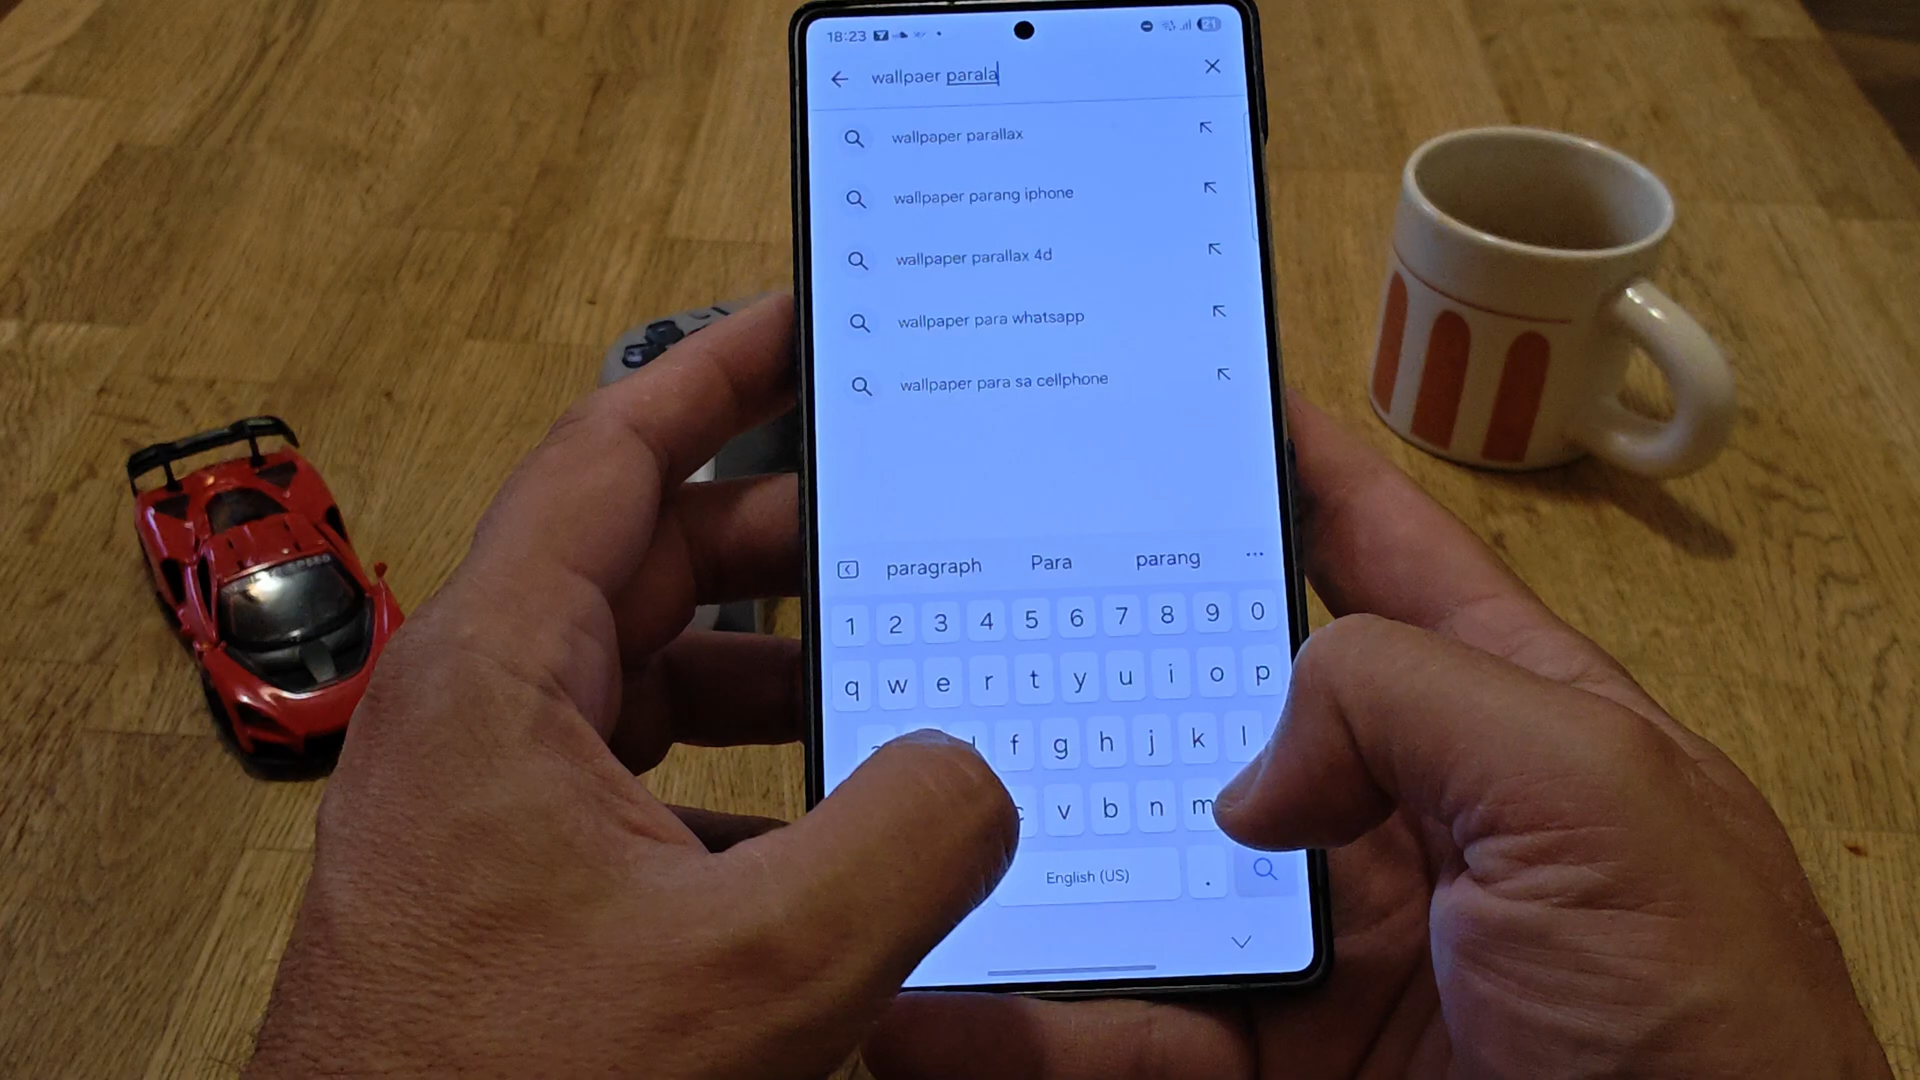 18:23
21
wallpaer parala
wallpaper parallax
wallpaper parang iphone
wallpaper parallax 4d
wallpaper para whatsapp
wallpaper para sa cellphone
paragraph Para parang
1 2 3 4 5 6 7 8 9 0
q w e r t y u i o p
f g h j k l
c v b n m
English (US) .